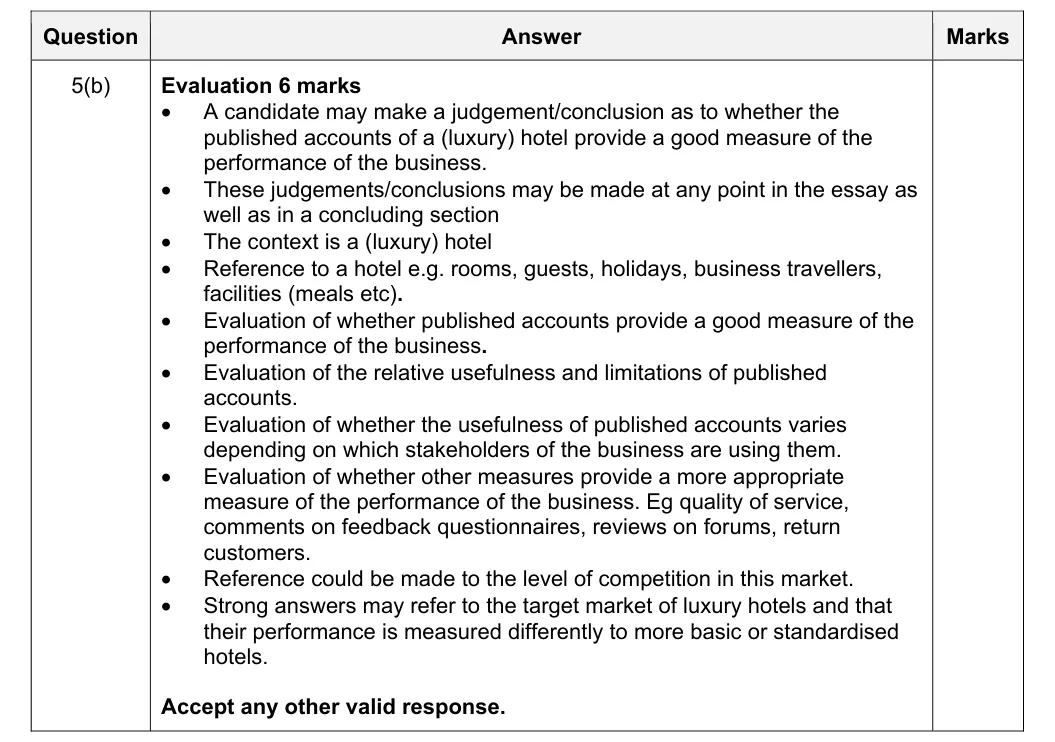 Question Answer Marks
5(b) Evaluation 6 marks
• A candidate may make a judgement/conclusion as to whether the
published accounts of a (luxury) hotel provide a good measure of the
performance of the business.
• These judgements/conclusions may be made at any point in the essay as
well as in a concluding section
• The context is a (luxury) hotel
• Reference to a hotel e.g. rooms, guests, holidays, business travellers,
facilities (meals etc).
• Evaluation of whether published accounts provide a good measure of the
performance of the business.
• Evaluation of the relative usefulness and limitations of published
accounts.
• Evaluation of whether the usefulness of published accounts varies
depending on which stakeholders of the business are using them.
• Evaluation of whether other measures provide a more appropriate
measure of the performance of the business. Eg quality of service,
comments on feedback questionnaires, reviews on forums, return
customers.
• Reference could be made to the level of competition in this market.
• Strong answers may refer to the target market of luxury hotels and that
their performance is measured differently to more basic or standardised
hotels.
Accept any other valid response.